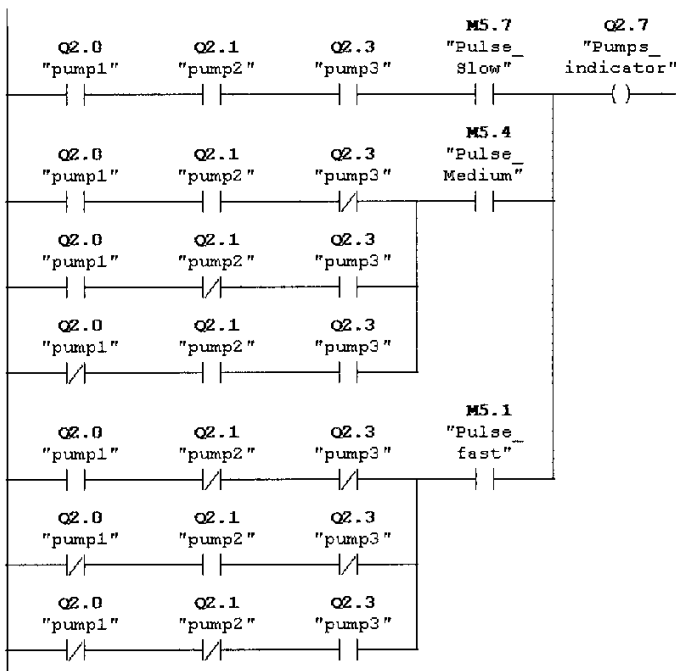 M5.7 Q2.7
Q2.0 Q2.1 Q2.3 "Pulse_ "Pumps_
"pump1" "pump2" "pump3" Slow" indicator"
M5.4
Q2.0 Q2.1 Q2.3 "Pulse_
"pump1" "pump2" "pump3" Medium"
Q2.0 Q2.1 Q2.3
"pump1" "pump2" "pump3"
Q2.0 Q2.1 Q2.3
"pump1" "pump2" "pump3"
M5.1
Q2.0 Q2.1 Q2.3 "Pulse_
"pump1" "pump2" "pump3" fast"
Q2.0 Q2.1 Q2.3
"pump1" "pump2" "pump3"
Q2.0 Q2.1 Q2.3
"pump1" "pump2" "pump3"